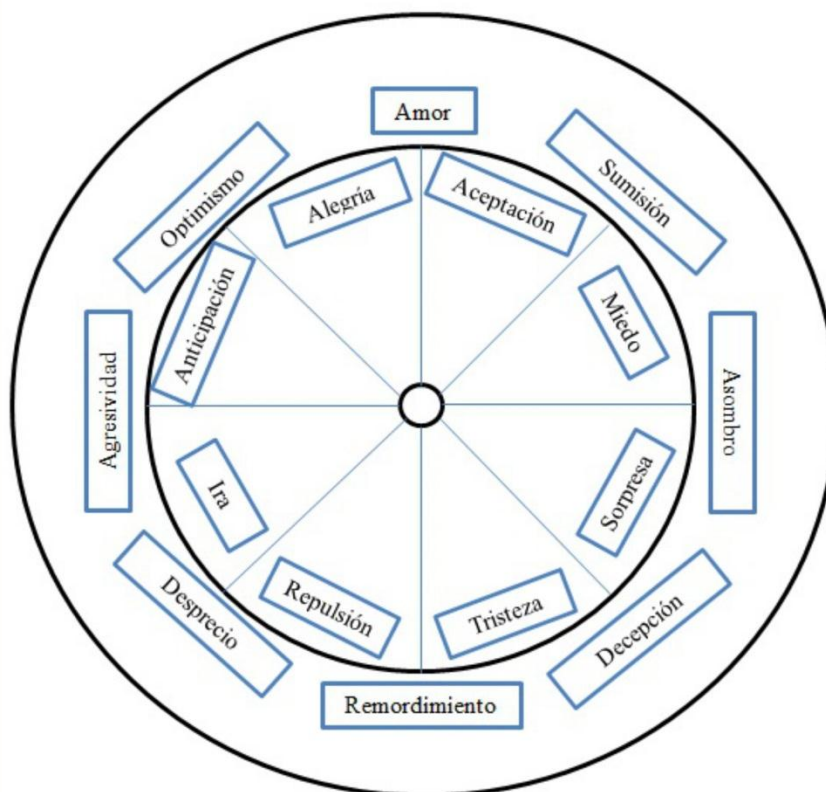 Amor
Optimismo
Sumisión
Alegría
Aceptación
Anticipación
Miedo
Agresividad
Asombro
Ira
Sorpresa
Desprecio
Repulsión
Tristeza
Decepción
Remordimiento